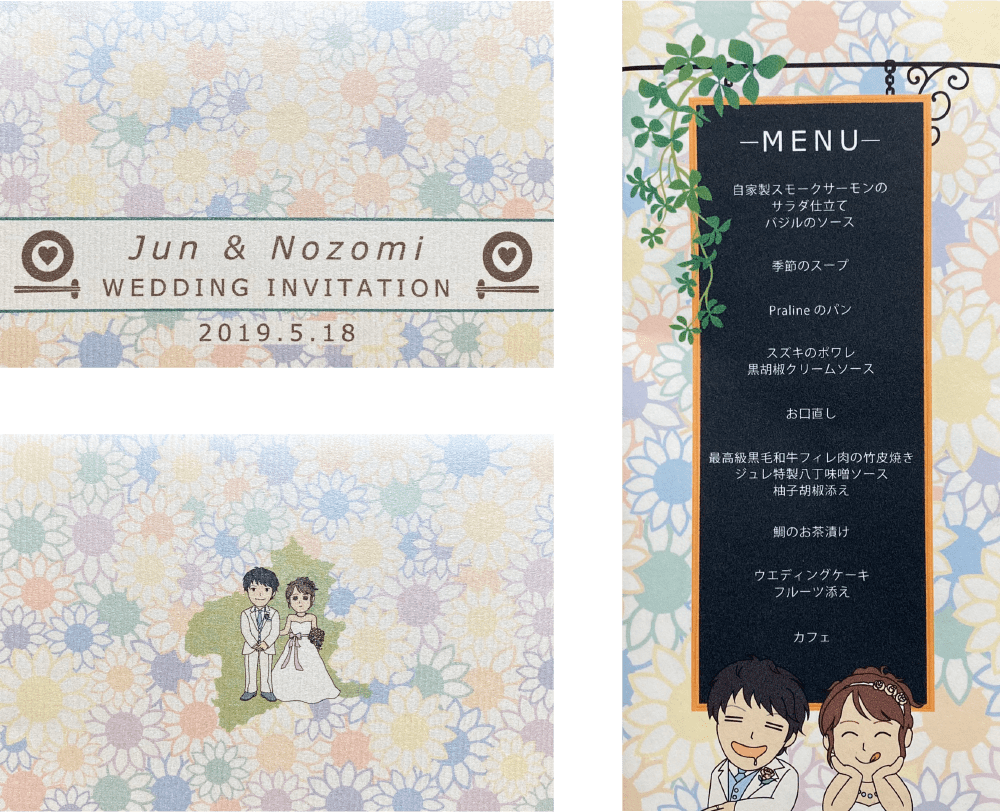 Jun & Nozomi
WEDDING INVITATION
2019.5.18
—MENU—
自家製スモークサーモンの
サラダ仕立て
バジルのソース
季節のスープ
Praline のパン
スズキのポワレ
黒胡椒クリームソース
お口直し
最高級黒毛和牛フィレ肉の竹皮焼き
ジュレ特製八丁味噌ソース
柚子胡椒添え
鯛のお茶漬け
ウエディングケーキ
フルーツ添え
カフェ